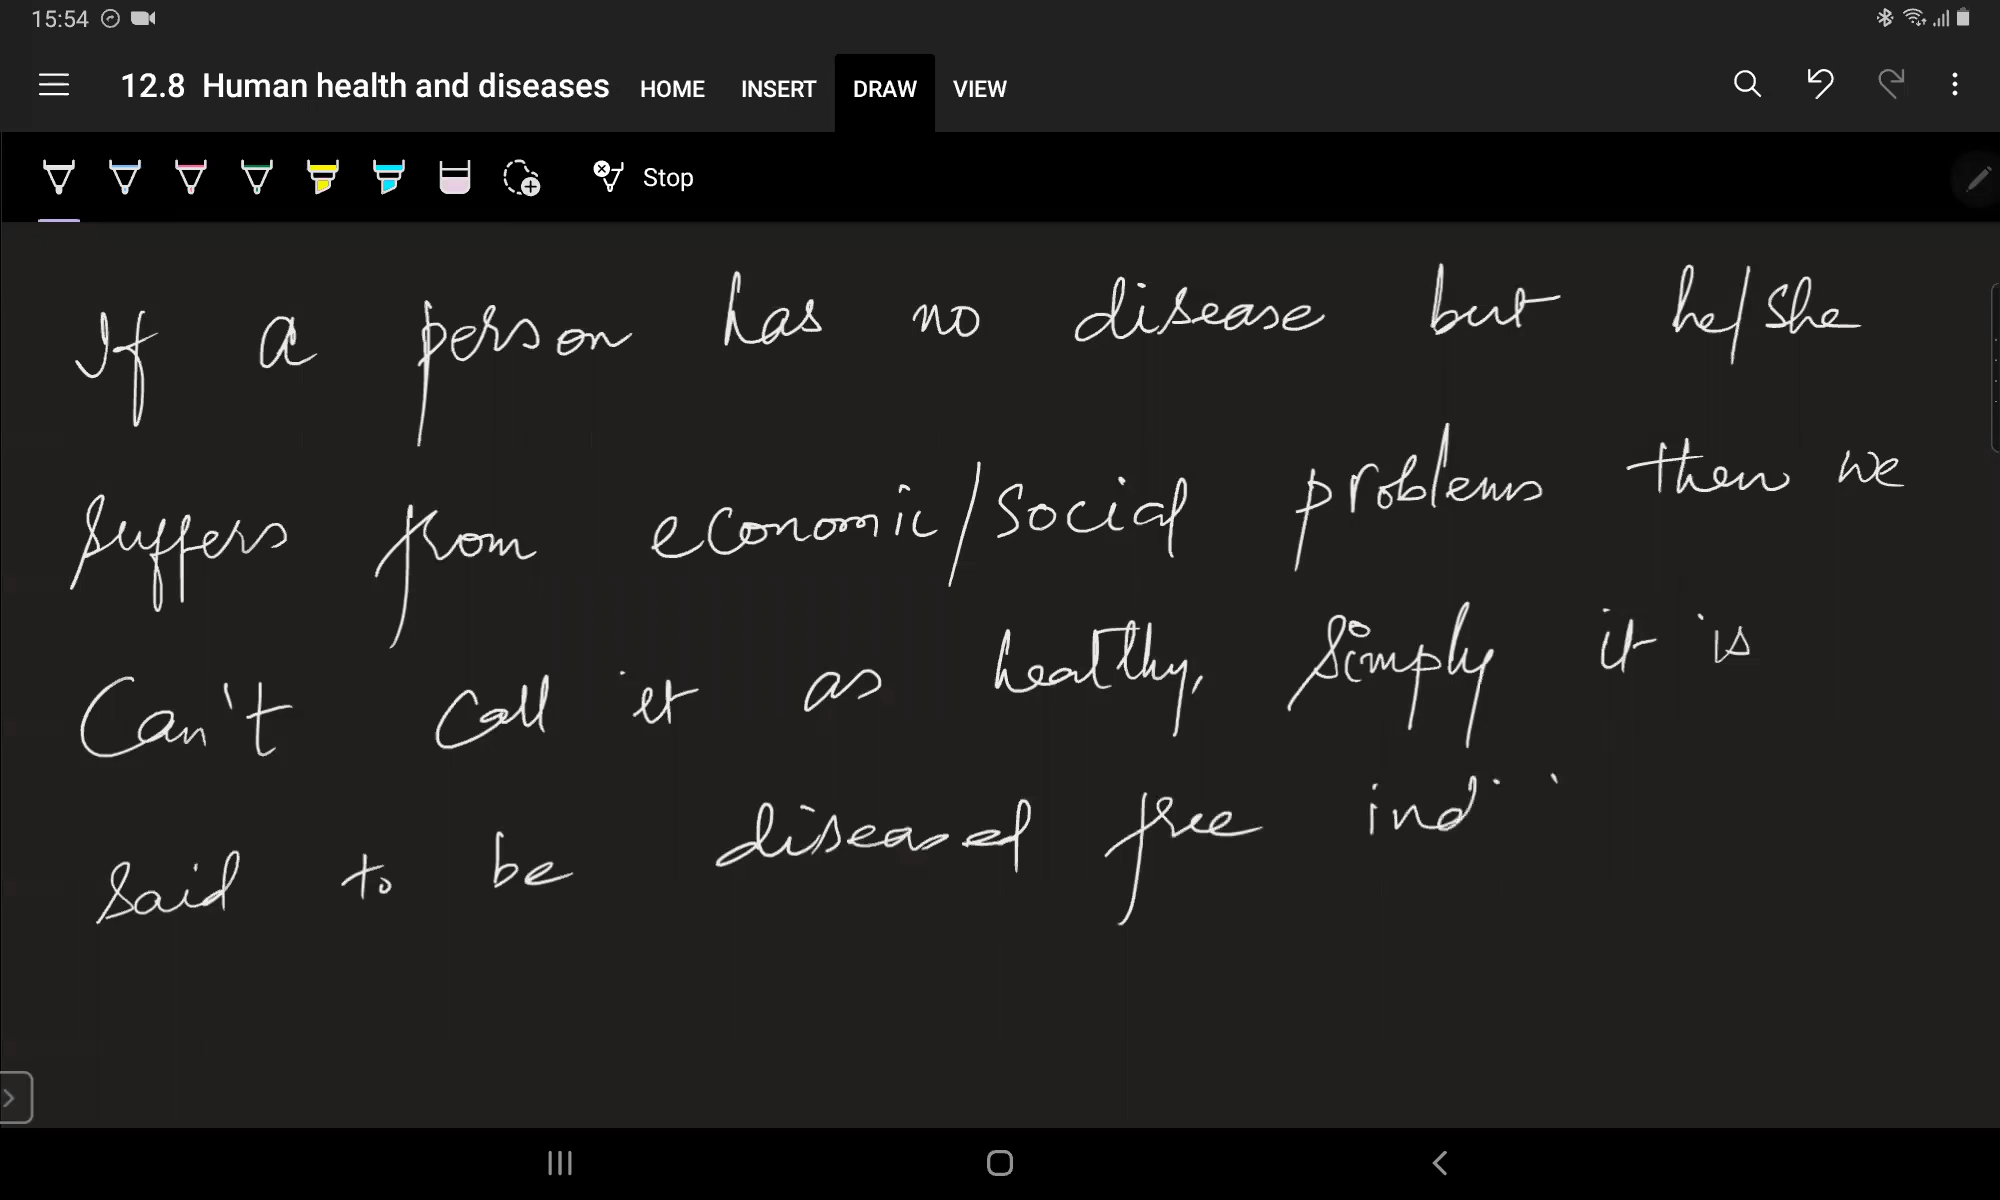 15:54
12.8 Human health and diseases HOME INSERT DRAW VIEW
Stop
If a person has no disease but he/she
suffers from economic/social problems then we
Can't call it as healthy, simply it is
said to be diseased free ind